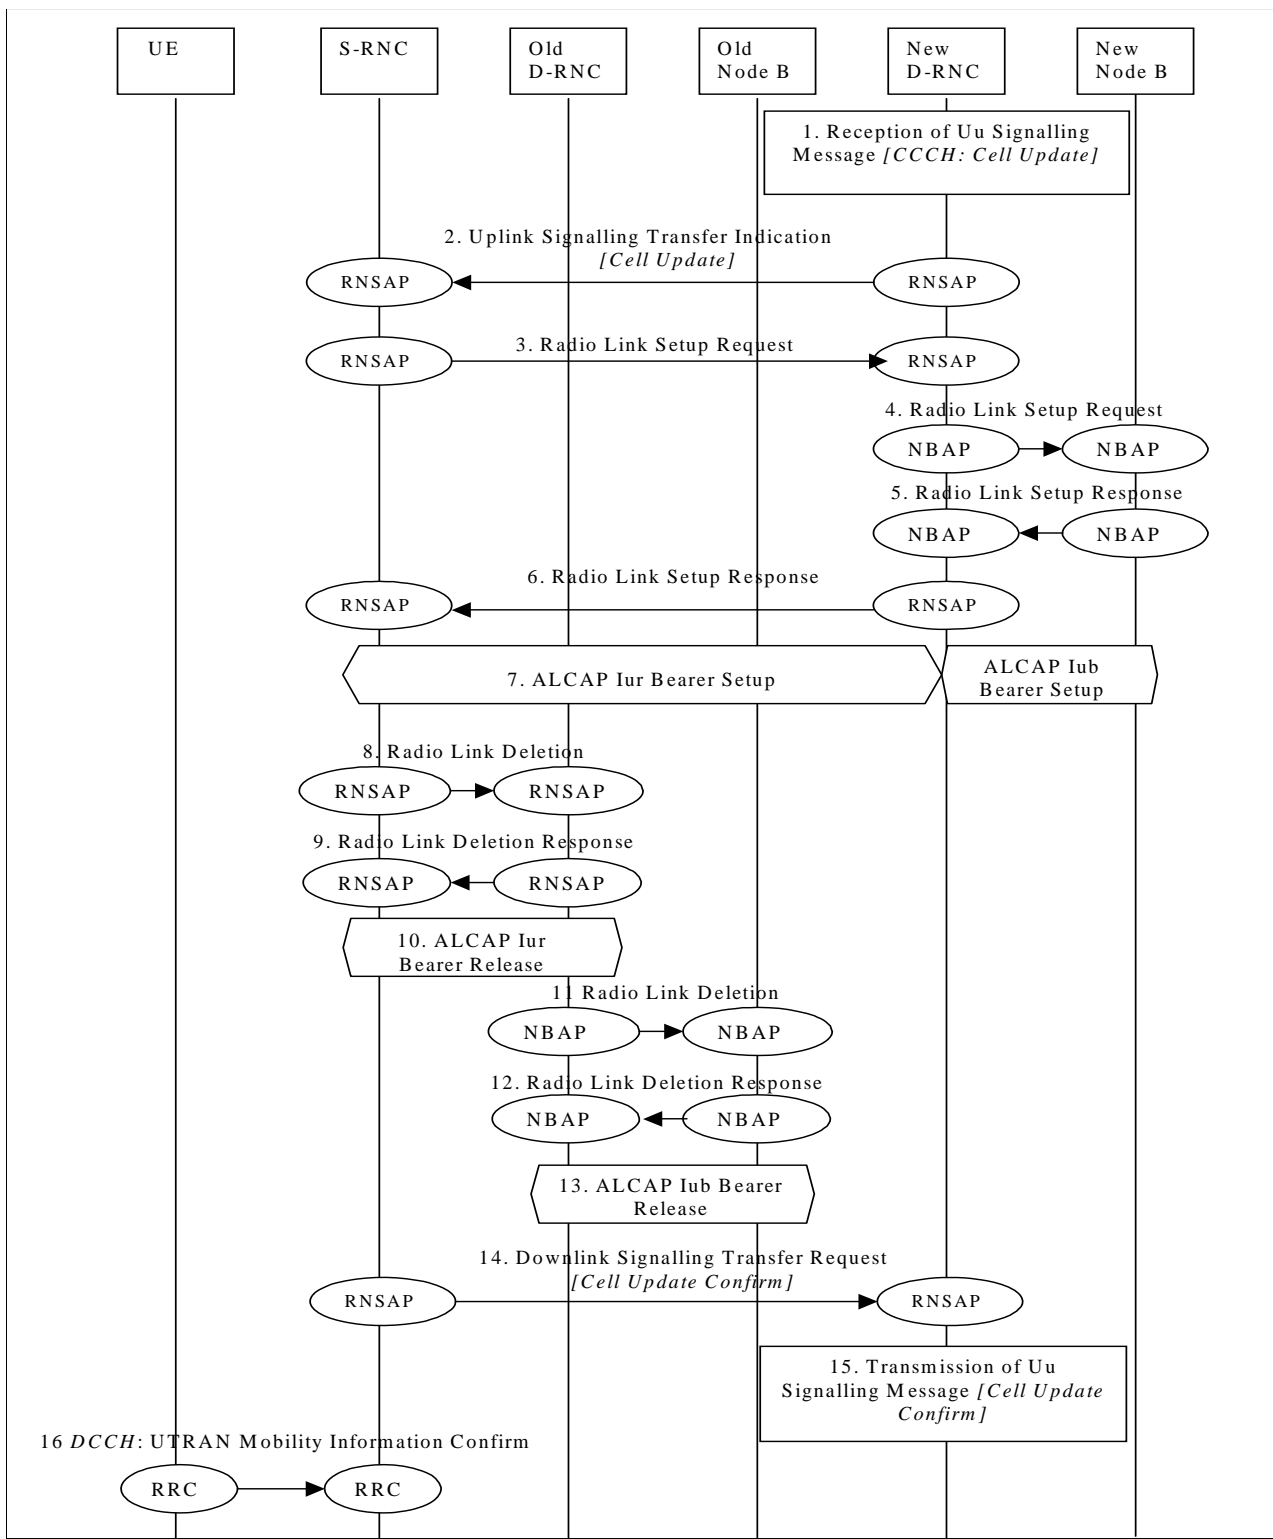 UE
S-RNC
Old
D-RNC
Old
Node B
New
D-RNC
New
Node B
1. Reception of Uu Signalling
Message [CCCH: Cell Update]
2. Uplink Signalling Transfer Indication
[Cell Update]
RNSAP
RNSAP
3. Radio Link Setup Request
RNSAP
RNSAP
4. Radio Link Setup Request
NBAP
NBAP
5. Radio Link Setup Response
NBAP
NBAP
6. Radio Link Setup Response
RNSAP
RNSAP
7. ALCAP Iur Bearer Setup
ALCAP Iub
Bearer Setup
8. Radio Link Deletion
RNSAP
RNSAP
9. Radio Link Deletion Response
RNSAP
RNSAP
10. ALCAP Iur
Bearer Release
11 Radio Link Deletion
NBAP
NBAP
12. Radio Link Deletion Response
NBAP
NBAP
13. ALCAP Iub Bearer
Release
14. Downlink Signalling Transfer Request
[Cell Update Confirm]
RNSAP
RNSAP
15. Transmission of Uu
Signalling Message [Cell Update
Confirm]
16 DCCH: UTRAN Mobility Information Confirm
RRC
RRC